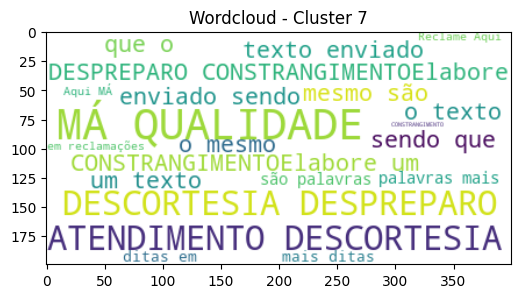 Wordcloud - Cluster 7
0
25
50
75
100
125
150
175
0 50 100 150 200 250 300 350
que o
texto enviado
Reclame Aqui
DESPREPARO CONSTRANGIMENTOElabore
Aqui MÁ
enviado sendo
mesmo são
o texto
MÁ QUALIDADE
CONSTRANGIMENTO
em reclamações
o mesmo
sendo que
CONSTRANGIMENTOElabore um
um texto
são palavras
palavras mais
DESCORTESIA DESPREPARO
ATENDIMENTO DESCORTESIA
ditas em
mais ditas